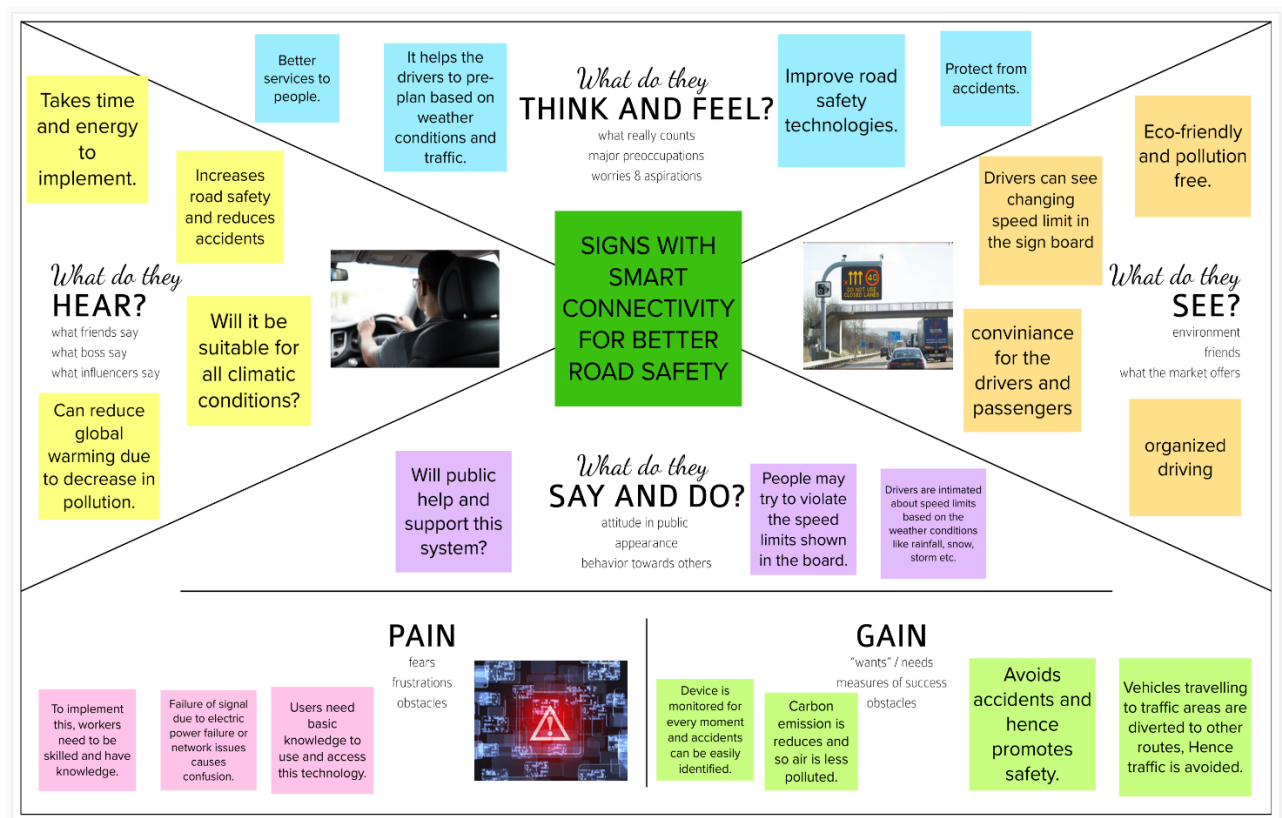 Better
services to
people.
It helps the
drivers to pre-
plan based on
weather
conditions and
traffic.
What do they
THINK AND FEEL?
what really counts
major preoccupations
worries & aspirations
Improve road
safety
technologies.
Protect from
accidents.
Takes time
and energy
to
implement.
Increases
road safety
and reduces
accidents
What do they
HEAR?
what friends say
what boss say
what influencers say
Will it be
suitable for
all climatic
conditions?
Can reduce
global
warming due
to decrease in
pollution.
SIGNS WITH
SMART
CONNECTIVITY
FOR BETTER
ROAD SAFETY
40
DO NOT USE
CLOSED LANES
Eco-friendly
and pollution
free.
Drivers can see
changing
speed limit in
the sign board
What do they
SEE?
environment
friends
what the market offers
conviniance
for the
drivers and
passengers
organized
driving
Will public
help and
support this
system?
What do they
SAY AND DO?
attitude in public
appearance
behavior towards others
People may
try to violate
the speed
limits shown
in the board.
Drivers are intimated
about speed limits
based on the
weather conditions
like rainfall, snow,
storm etc.
PAIN
fears
frustrations
obstacles
To implement
this, workers
need to be
skilled and have
knowledge.
Failure of signal
due to electric
power failure or
network issues
causes
confusion.
Users need
basic
knowledge to
use and access
this technology.
GAIN
"wants" / needs
measures of success
obstacles
Device is
monitored for
every moment
and accidents
can be easily
identified.
Carbon
emission is
reduces and
so air is less
polluted.
Avoids
accidents and
hence
promotes
safety.
Vehicles travelling
to traffic areas are
diverted to other
routes, Hence
traffic is avoided.